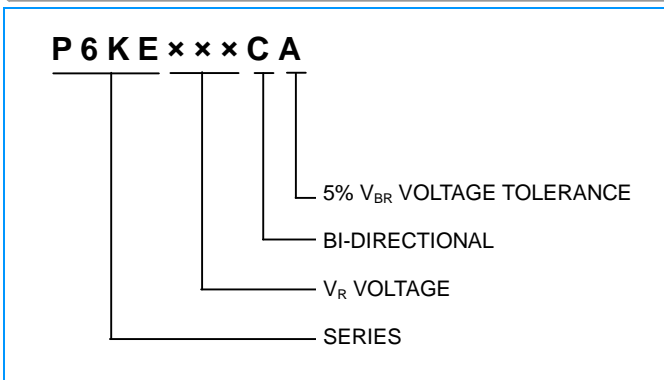 P6KE×××CA
5% VBR VOLTAGE TOLERANCE
BI-DIRECTIONAL
VR VOLTAGE
SERIES